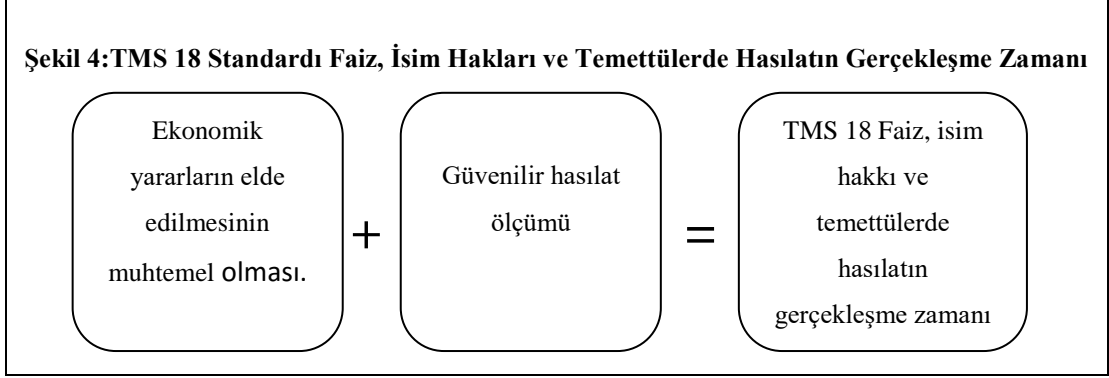 Şekil 4:TMS 18 Standardı Faiz, İsim Hakları ve Temettülerde Hasılatın Gerçekleşme Zamanı
Ekonomik
yararların elde
edilmesinin
muhtemel olması.
+
Güvenilir hasılat
ölçümü
=
TMS 18 Faiz, isim
hakkı ve
temettülerde
hasılatın
gerçekleşme zamanı